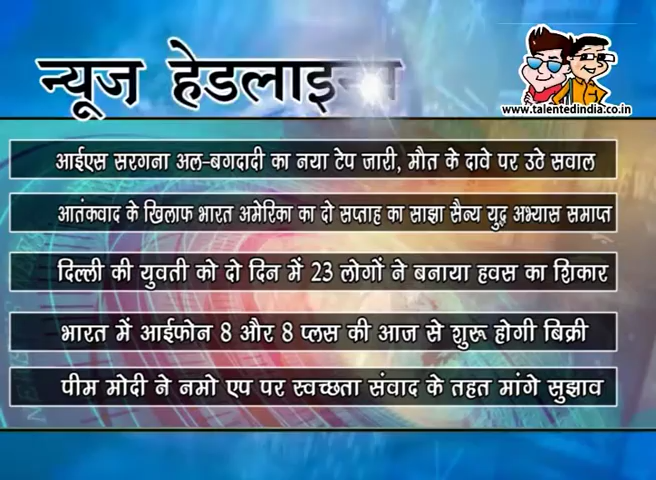 न्यूज़ हेडलाइन
www.talentedindia.co.in
आईएस सरगना अल-बगदादी का नया टेप जारी, मौत के दावे पर उठे सवाल
आतंकवाद के खिलाफ भारत अमेरिका का दो सप्ताह का साझा सैन्य युद्ध अभ्यास समाप्त
दिल्ली की युवती को दो दिन में 23 लोगों ने बनाया हवस का शिकार
भारत में आईफोन 8 और 8 प्लस की आज से शुरू होगी बिक्री
पीम मोदी ने नमो एप पर स्वच्छता संवाद के तहत मांगे सुझाव